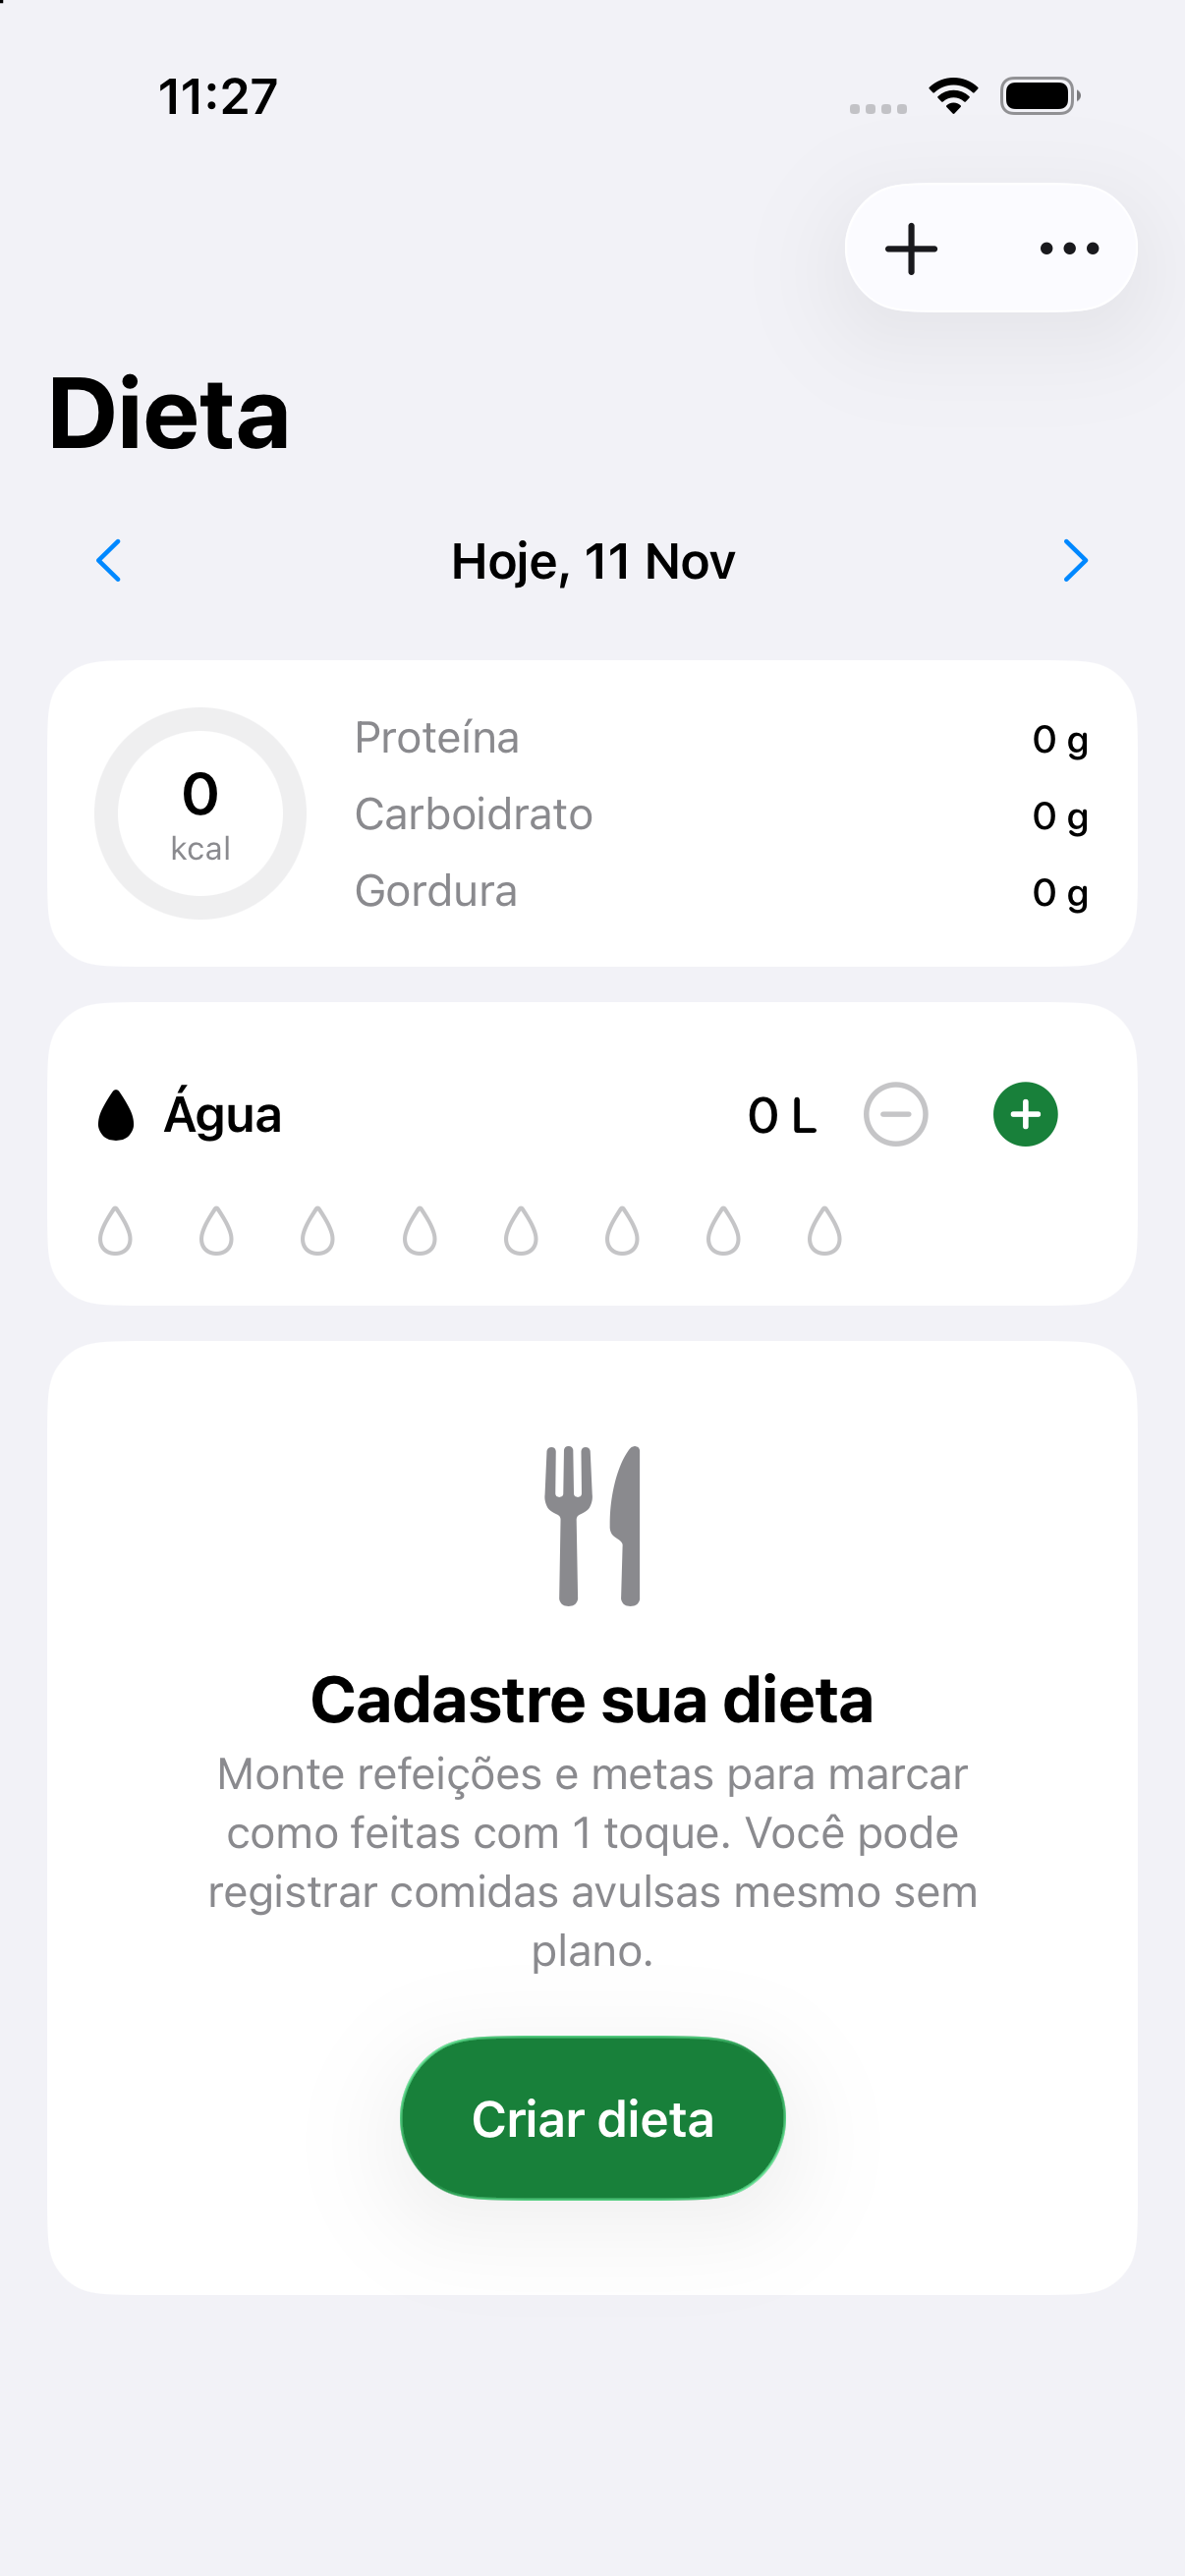 11:27
Dieta
Hoje, 11 Nov
0
kcal
Proteína 0 g
Carboidrato 0 g
Gordura 0 g
Água 0 L
Cadastre sua dieta
Monte refeições e metas para marcar
como feitas com 1 toque. Você pode
registrar comidas avulsas mesmo sem
plano.
Criar dieta